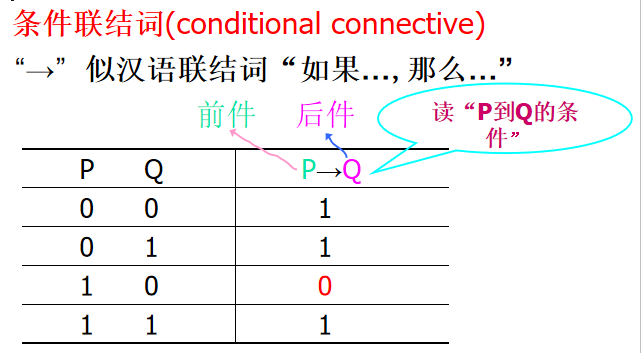 条件联结词(conditional connective)
“→” 似汉语联结词“如果…, 那么…”
前件 后件
读“P到Q的条
件”
P Q P→Q
0 0 1
0 1 1
1 0 0
1 1 1